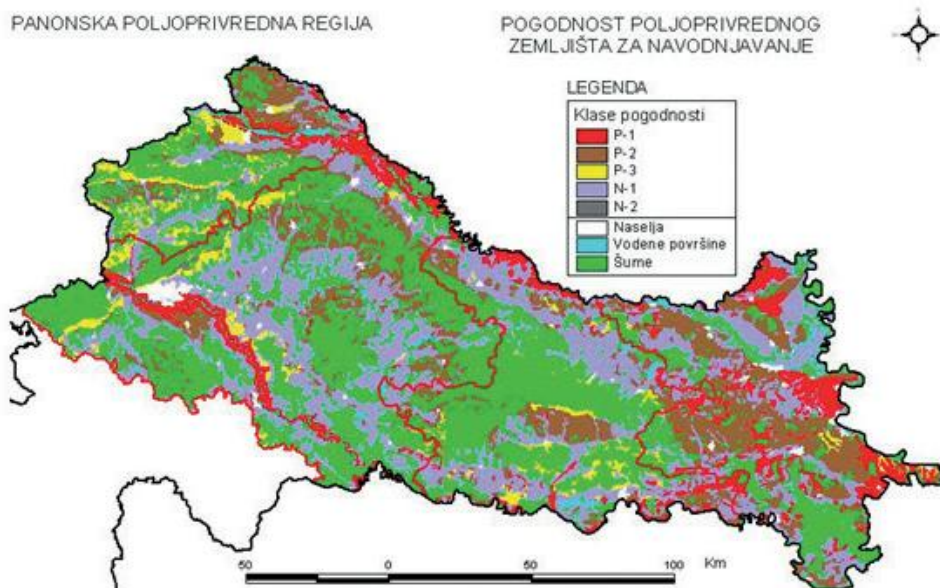 PANONSKA POLJOPRIVREDNA REGIJA
POGODNOST POLJOPRIVREDNOG
ZEMLJIŠTA ZA NAVODNJAVANJE
LEGENDA
Klase pogodnosti
P-1
P-2
P-3
N-1
N-2
Naselja
Vodene površine
Šume
50 0 50 100 Km